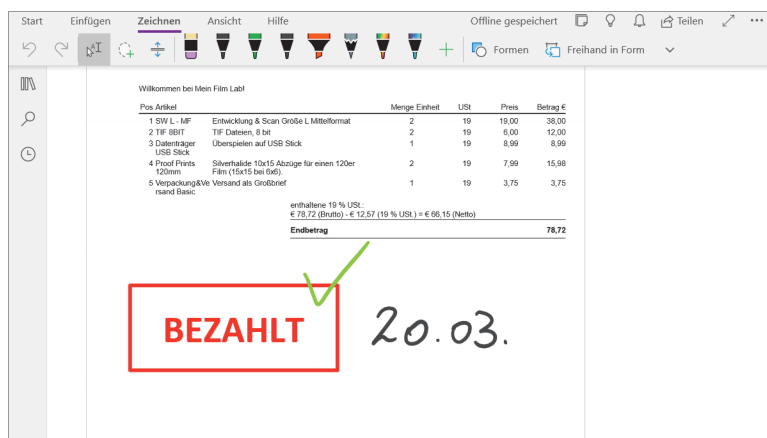 Start Einfügen Zeichnen Ansicht Hilfe Offline gespeichert Teilen
Formen Freihand in Form
Willkommen bei Mein Film Lab!
Pos Artikel Menge Einheit USt Preis Betrag €
1 SW L - MF Entwicklung & Scan Größe L Mittelformat 2 19 19,00 38,00
2 TIF 8BIT TIF Dateien, 8 bit 2 19 6,00 12,00
3 Datenträger Überspielen auf USB Stick 1 19 8,99 8,99
USB Stick
4 Proof Prints Silverhalide 10x15 Abzüge für einen 120er 2 19 7,99 15,98
120mm Film (15x15 bei 6x6).
5 Verpackung&Ve Versand als Großbrief 1 19 3,75 3,75
rsand Basic
enthaltene 19 % USt.:
€ 78,72 (Brutto) - € 12,57 (19 % USt.) = € 66,15 (Netto)
Endbetrag 78,72
BEZAHLT 20.03.